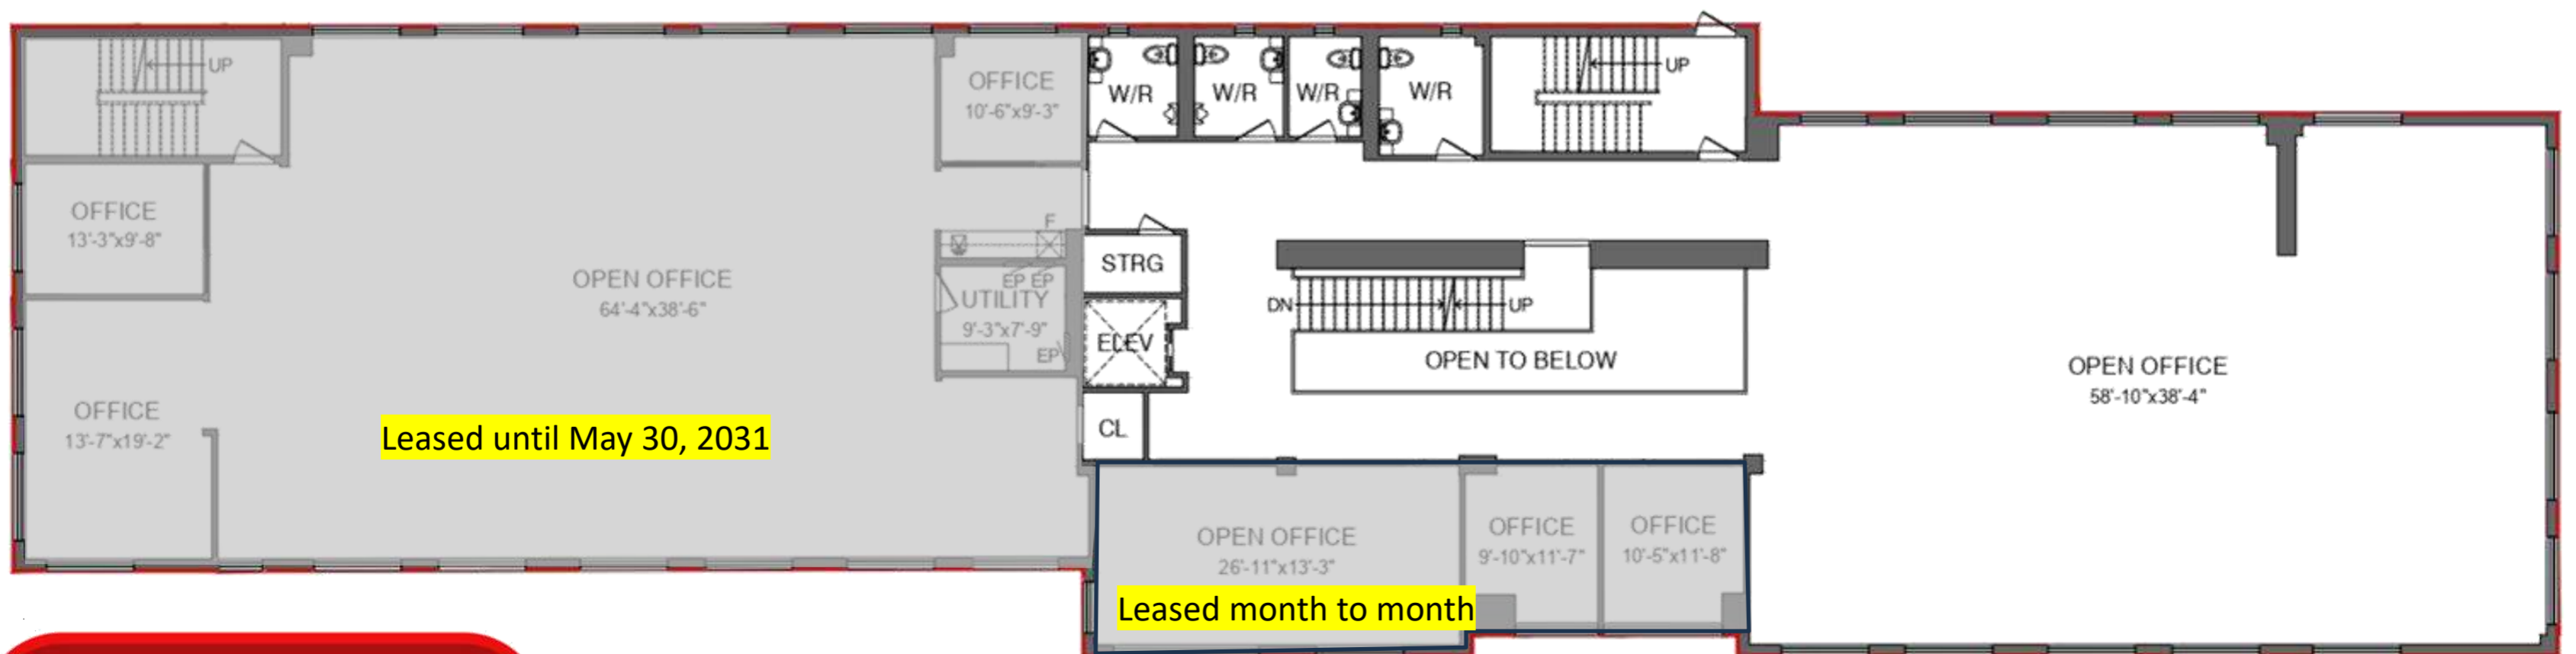 UP
OFFICE
10'-6"x9'-3"
W/R
W/R
W/R
W/R
UP
OFFICE
13'-3"x9'-8"
F
OPEN OFFICE
64'-4"x38'-6"
EP EP
UTILITY
9'-3"x7'-9"
EP
STRG
ELEV
CL
DN
UP
OPEN TO BELOW
OPEN OFFICE
58'-10"x38'-4"
OFFICE
13'-7"x19'-2"
Leased until May 30, 2031
OPEN OFFICE
26'-11"x13'-3"
OFFICE
9'-10"x11'-7"
OFFICE
10'-5"x11'-8"
Leased month to month